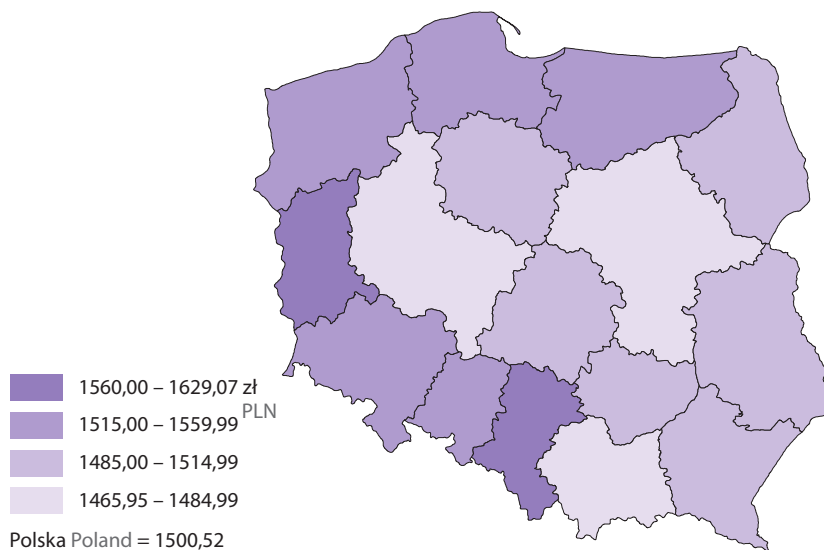 1560,00 – 1629,07 zł
PLN
1515,00 – 1559,99
1485,00 – 1514,99
1465,95 – 1484,99
Polska Poland = 1500,52